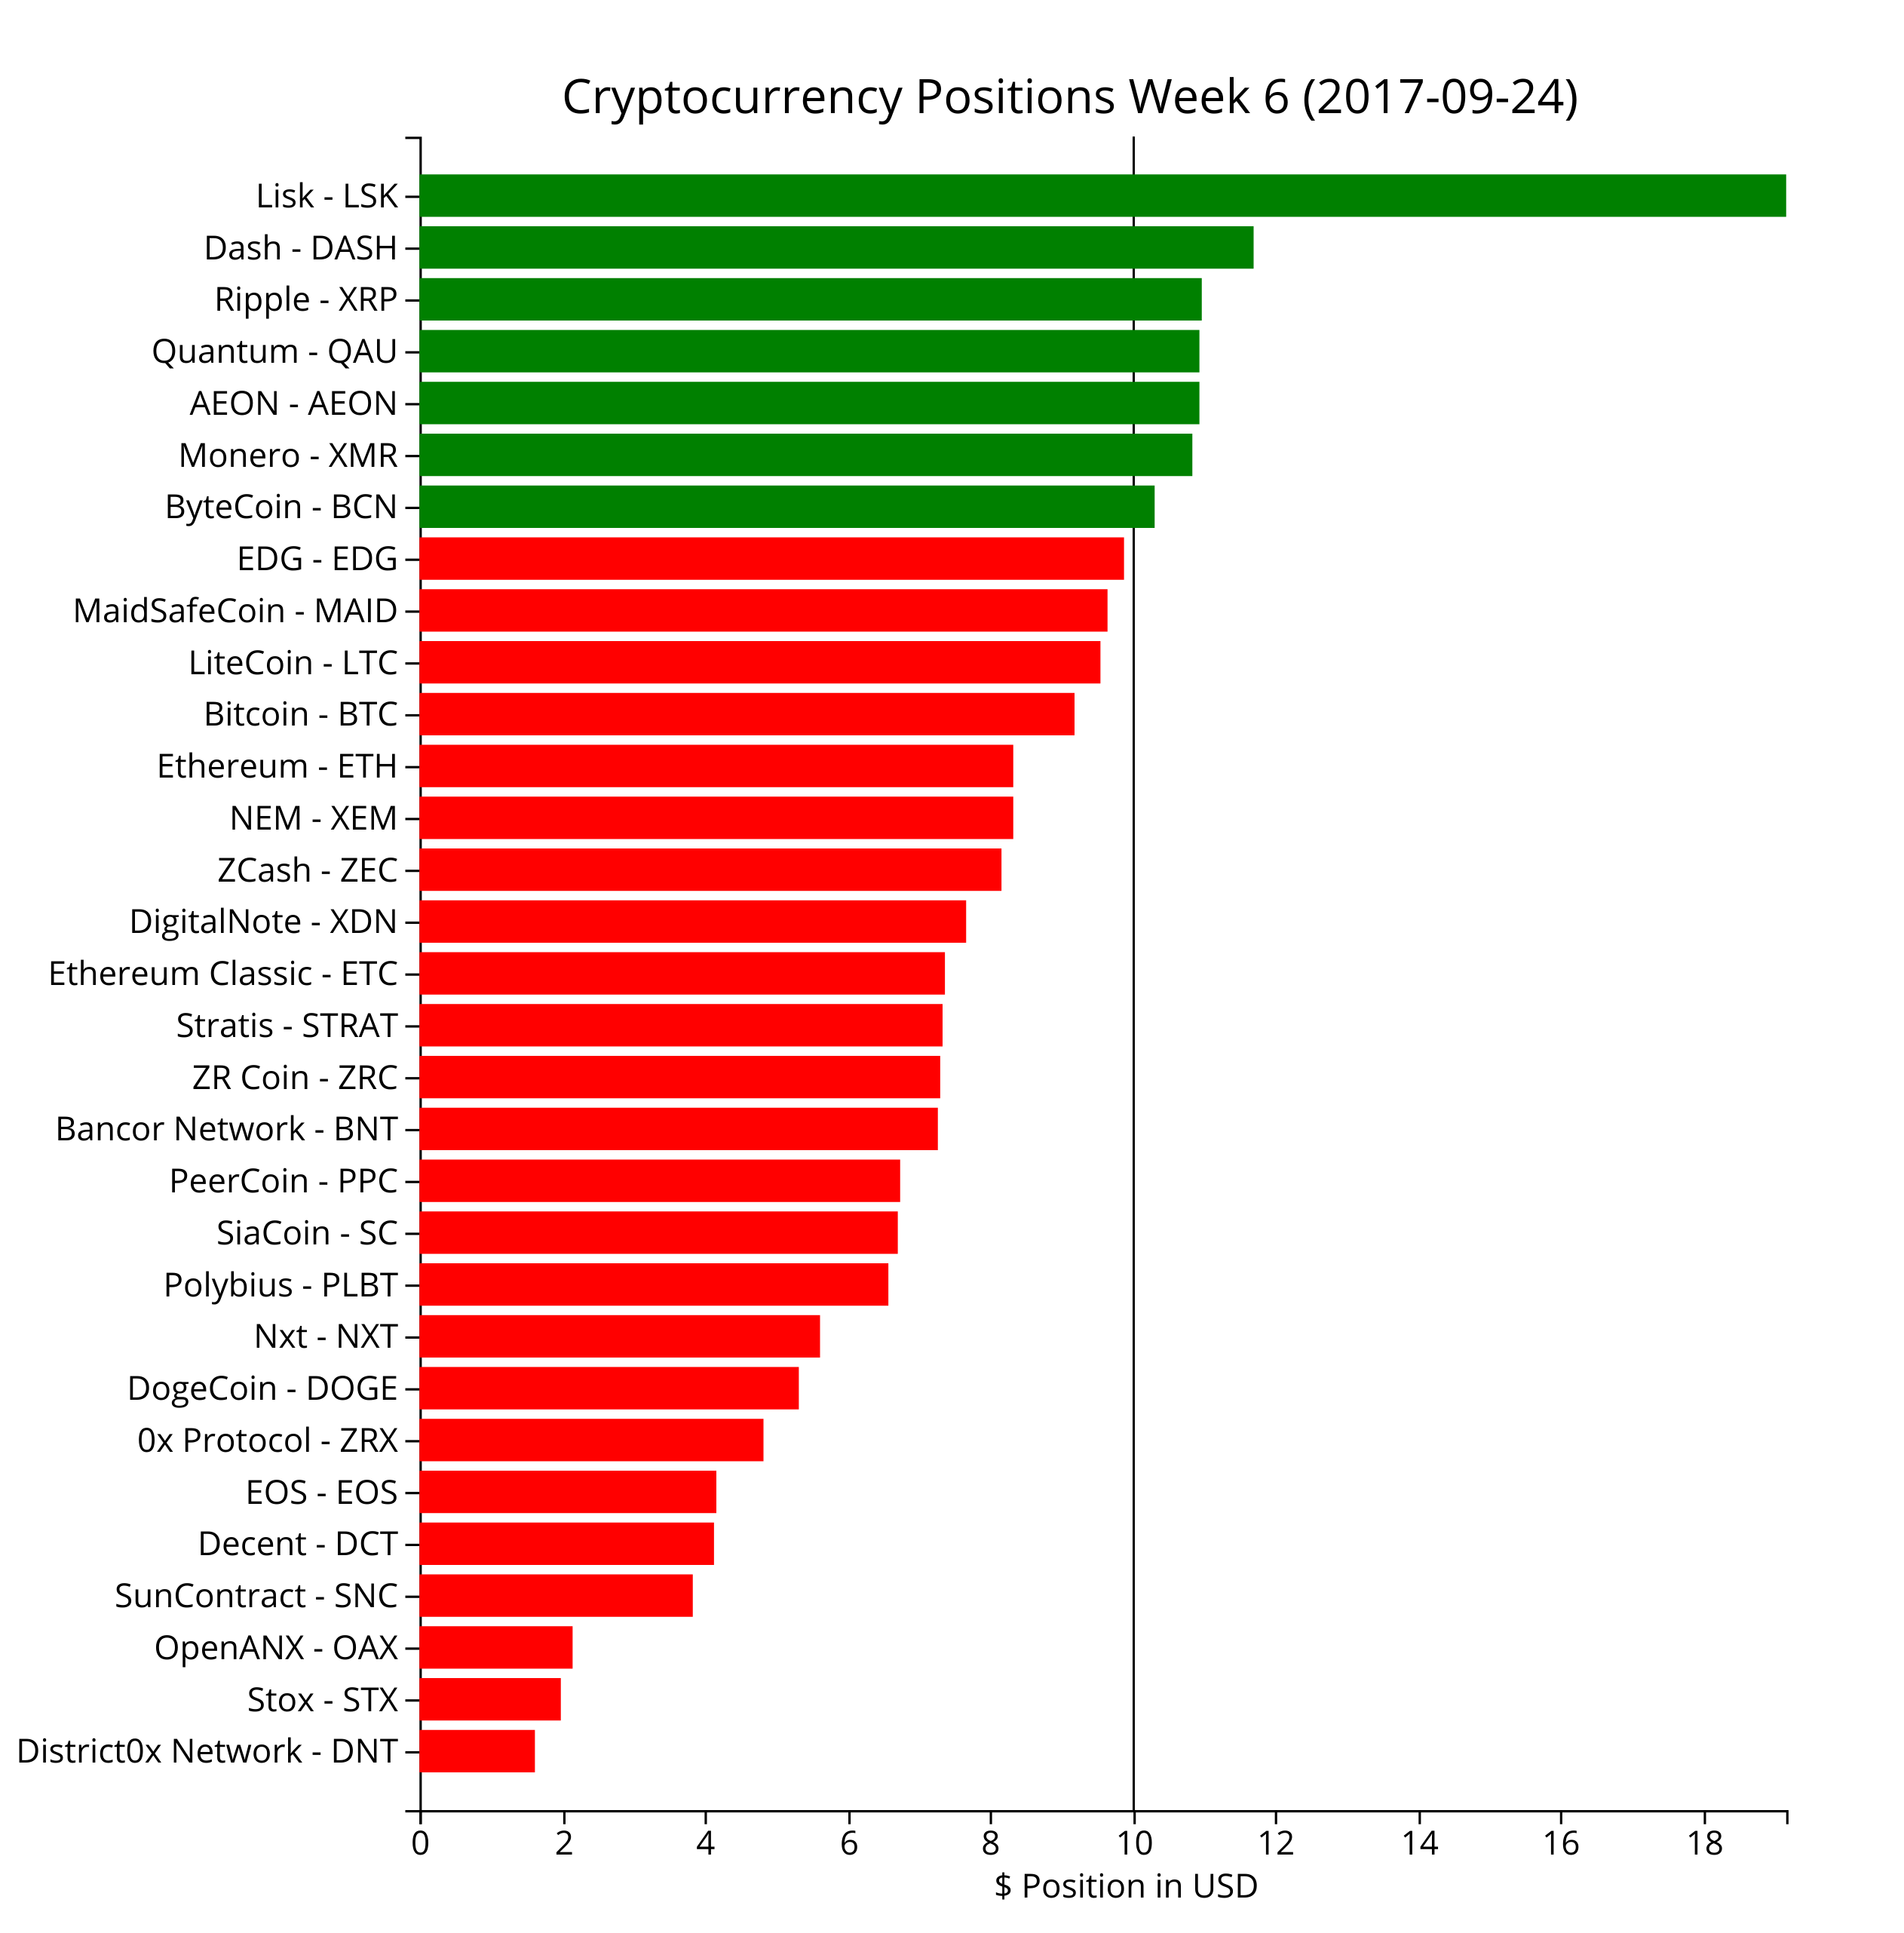 Cryptocurrency Positions Week 6 (2017-09-24)
Lisk - LSK
Dash - DASH
Ripple - XRP
Quantum - QAU
AEON - AEON
Monero - XMR
ByteCoin - BCN
EDG - EDG
MaidSafeCoin - MAID
LiteCoin - LTC
Bitcoin - BTC
Ethereum - ETH
NEM - XEM
ZCash - ZEC
DigitalNote - XDN
Ethereum Classic - ETC
Stratis - STRAT
ZR Coin - ZRC
Bancor Network - BNT
PeerCoin - PPC
SiaCoin - SC
Polybius - PLBT
Nxt - NXT
DogeCoin - DOGE
0x Protocol - ZRX
EOS - EOS
Decent - DCT
SunContract - SNC
OpenANX - OAX
Stox - STX
District0x Network - DNT
0 2 4 6 8 10 12 14 16 18
$ Position in USD